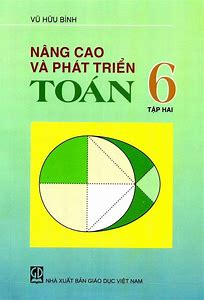 VŨ HỮU BÌNH
NÂNG CAO
VÀ PHÁT TRIỂN
TOÁN 6
TẬP HAI
GD
NHÀ XUẤT BẢN GIÁO DỤC VIỆT NAM